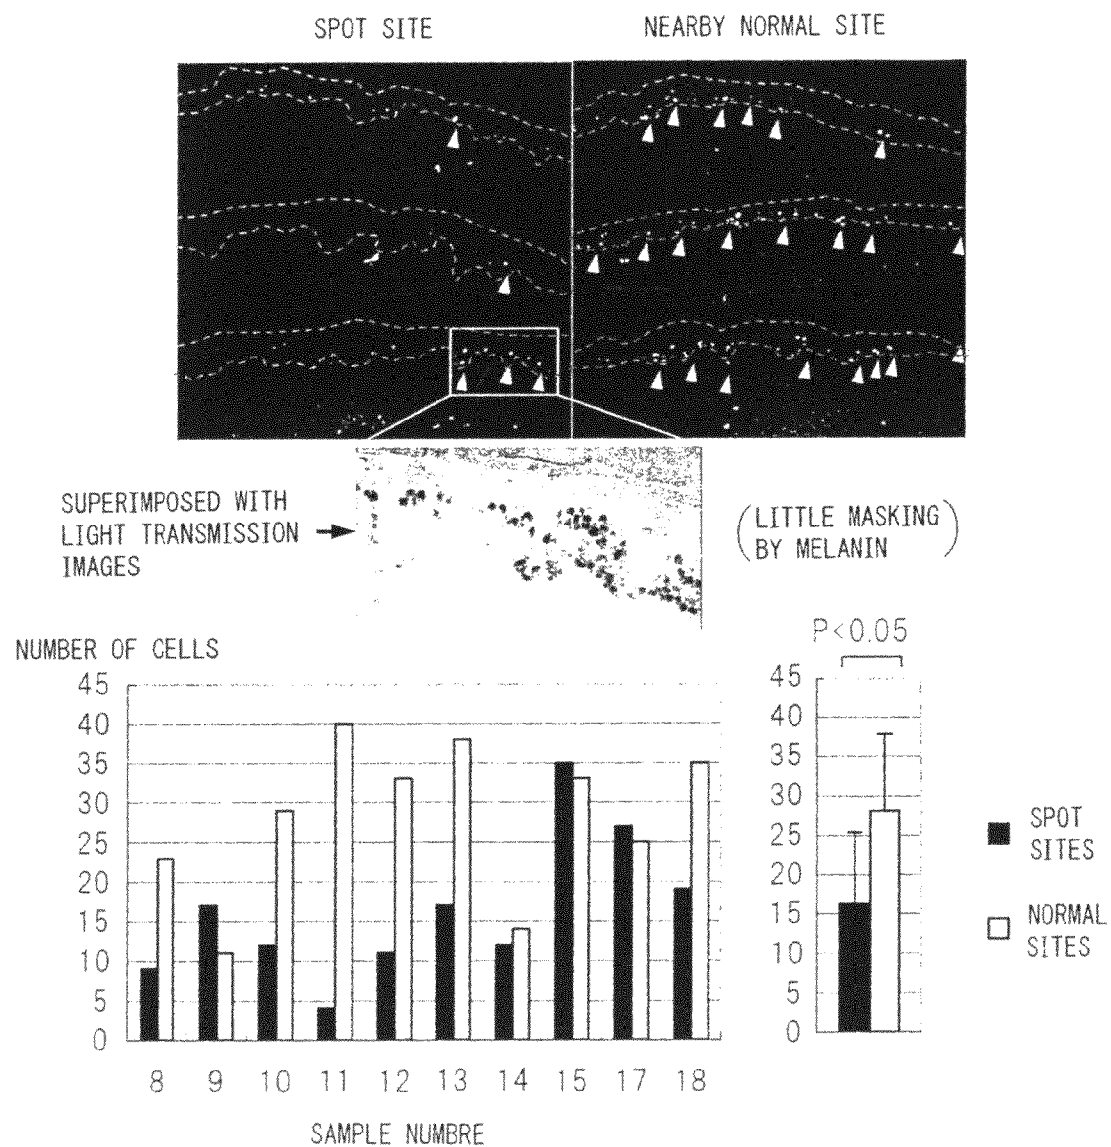 SPOT SITE
NEARBY NORMAL SITE
SUPERIMPOSED WITH
LIGHT TRANSMISSION
IMAGES
(LITTLE MASKING
BY MELANIN)
NUMBER OF CELLS
45
40
35
30
25
20
15
10
5
0
8 9 10 11 12 13 14 15 17 18
SAMPLE NUMBRE
P<0.05
45
40
35
30
25
20
15
10
5
0
SPOT
SITES
NORMAL
SITES